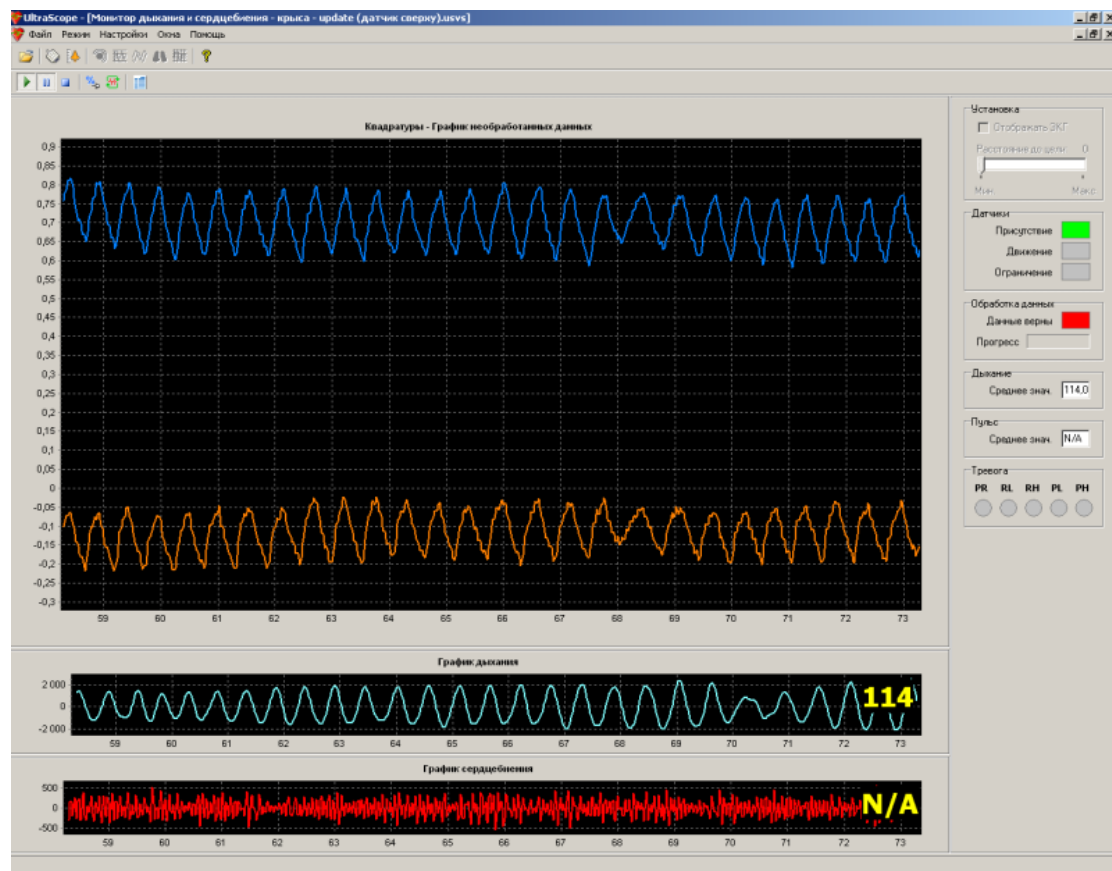 UltraScope - [Монитор дыхания и сердцебиения - крыса - update (датчик сверху).usvs]
Файл Режим Настройки Окна Помощь
Квадратуры - График необработанных данных
0,9
0,85
0,8
0,75
0,7
0,65
0,6
0,55
0,5
0,45
0,4
0,35
0,3
0,25
0,2
0,15
0,1
0,05
0
-0,05
-0,1
-0,15
-0,2
-0,25
-0,3
59 60 61 62 63 64 65 66 67 68 69 70 71 72 73
График дыхания
2 000
0
-2 000
114
59 60 61 62 63 64 65 66 67 68 69 70 71 72 73
График сердцебиения
500
0
-500
N/A
59 60 61 62 63 64 65 66 67 68 69 70 71 72 73
Установка
Отображать ЭКГ
Расстояние до цели: 0
Мин. Макс
Датчики
Присутствие
Движение
Ограничение
Обработка данных
Данные верны
Прогресс
Дыхание
Среднее знач. 114,0
Пульс
Среднее знач. N/A
Тревога
PR RL RH PL PH